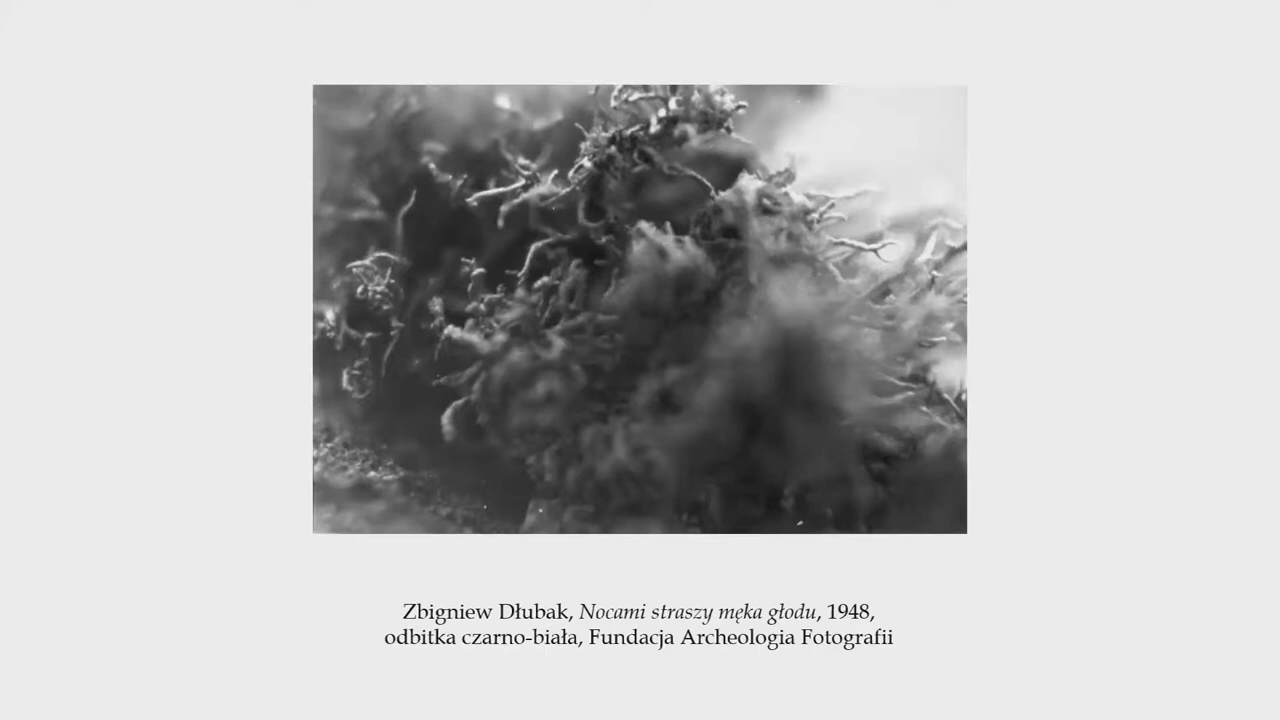 Zbigniew Dłubak, Nocami straszy męka głodu, 1948,
odbitka czarno-biała, Fundacja Archeologia Fotografii